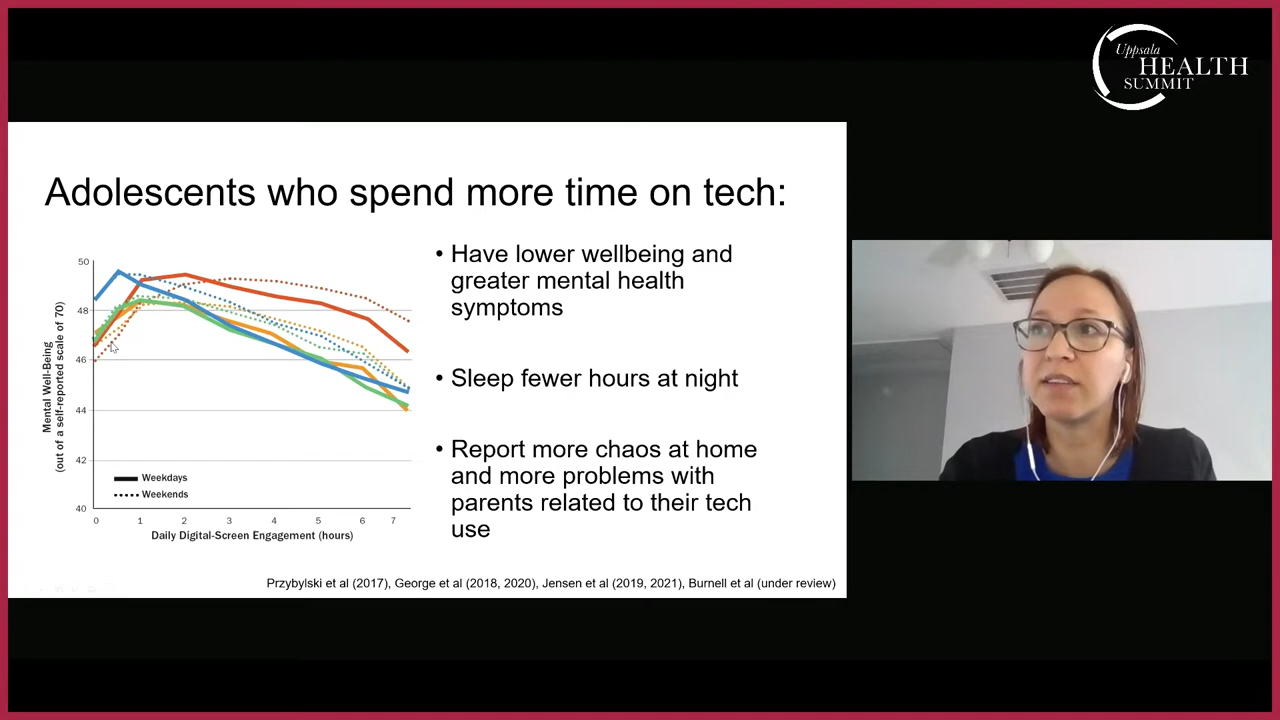 Uppsala
HEALTH
SUMMIT
Adolescents who spend more time on tech:
50
48
46
44
42
40
Mental Well-Being
(out of a self-reported scale of 70)
Weekdays
Weekends
0 1 2 3 4 5 6 7
Daily Digital-Screen Engagement (hours)
• Have lower wellbeing and
greater mental health
symptoms
• Sleep fewer hours at night
• Report more chaos at home
and more problems with
parents related to their tech
use
Przybylski et al (2017), George et al (2018, 2020), Jensen et al (2019, 2021), Burnell et al (under review)